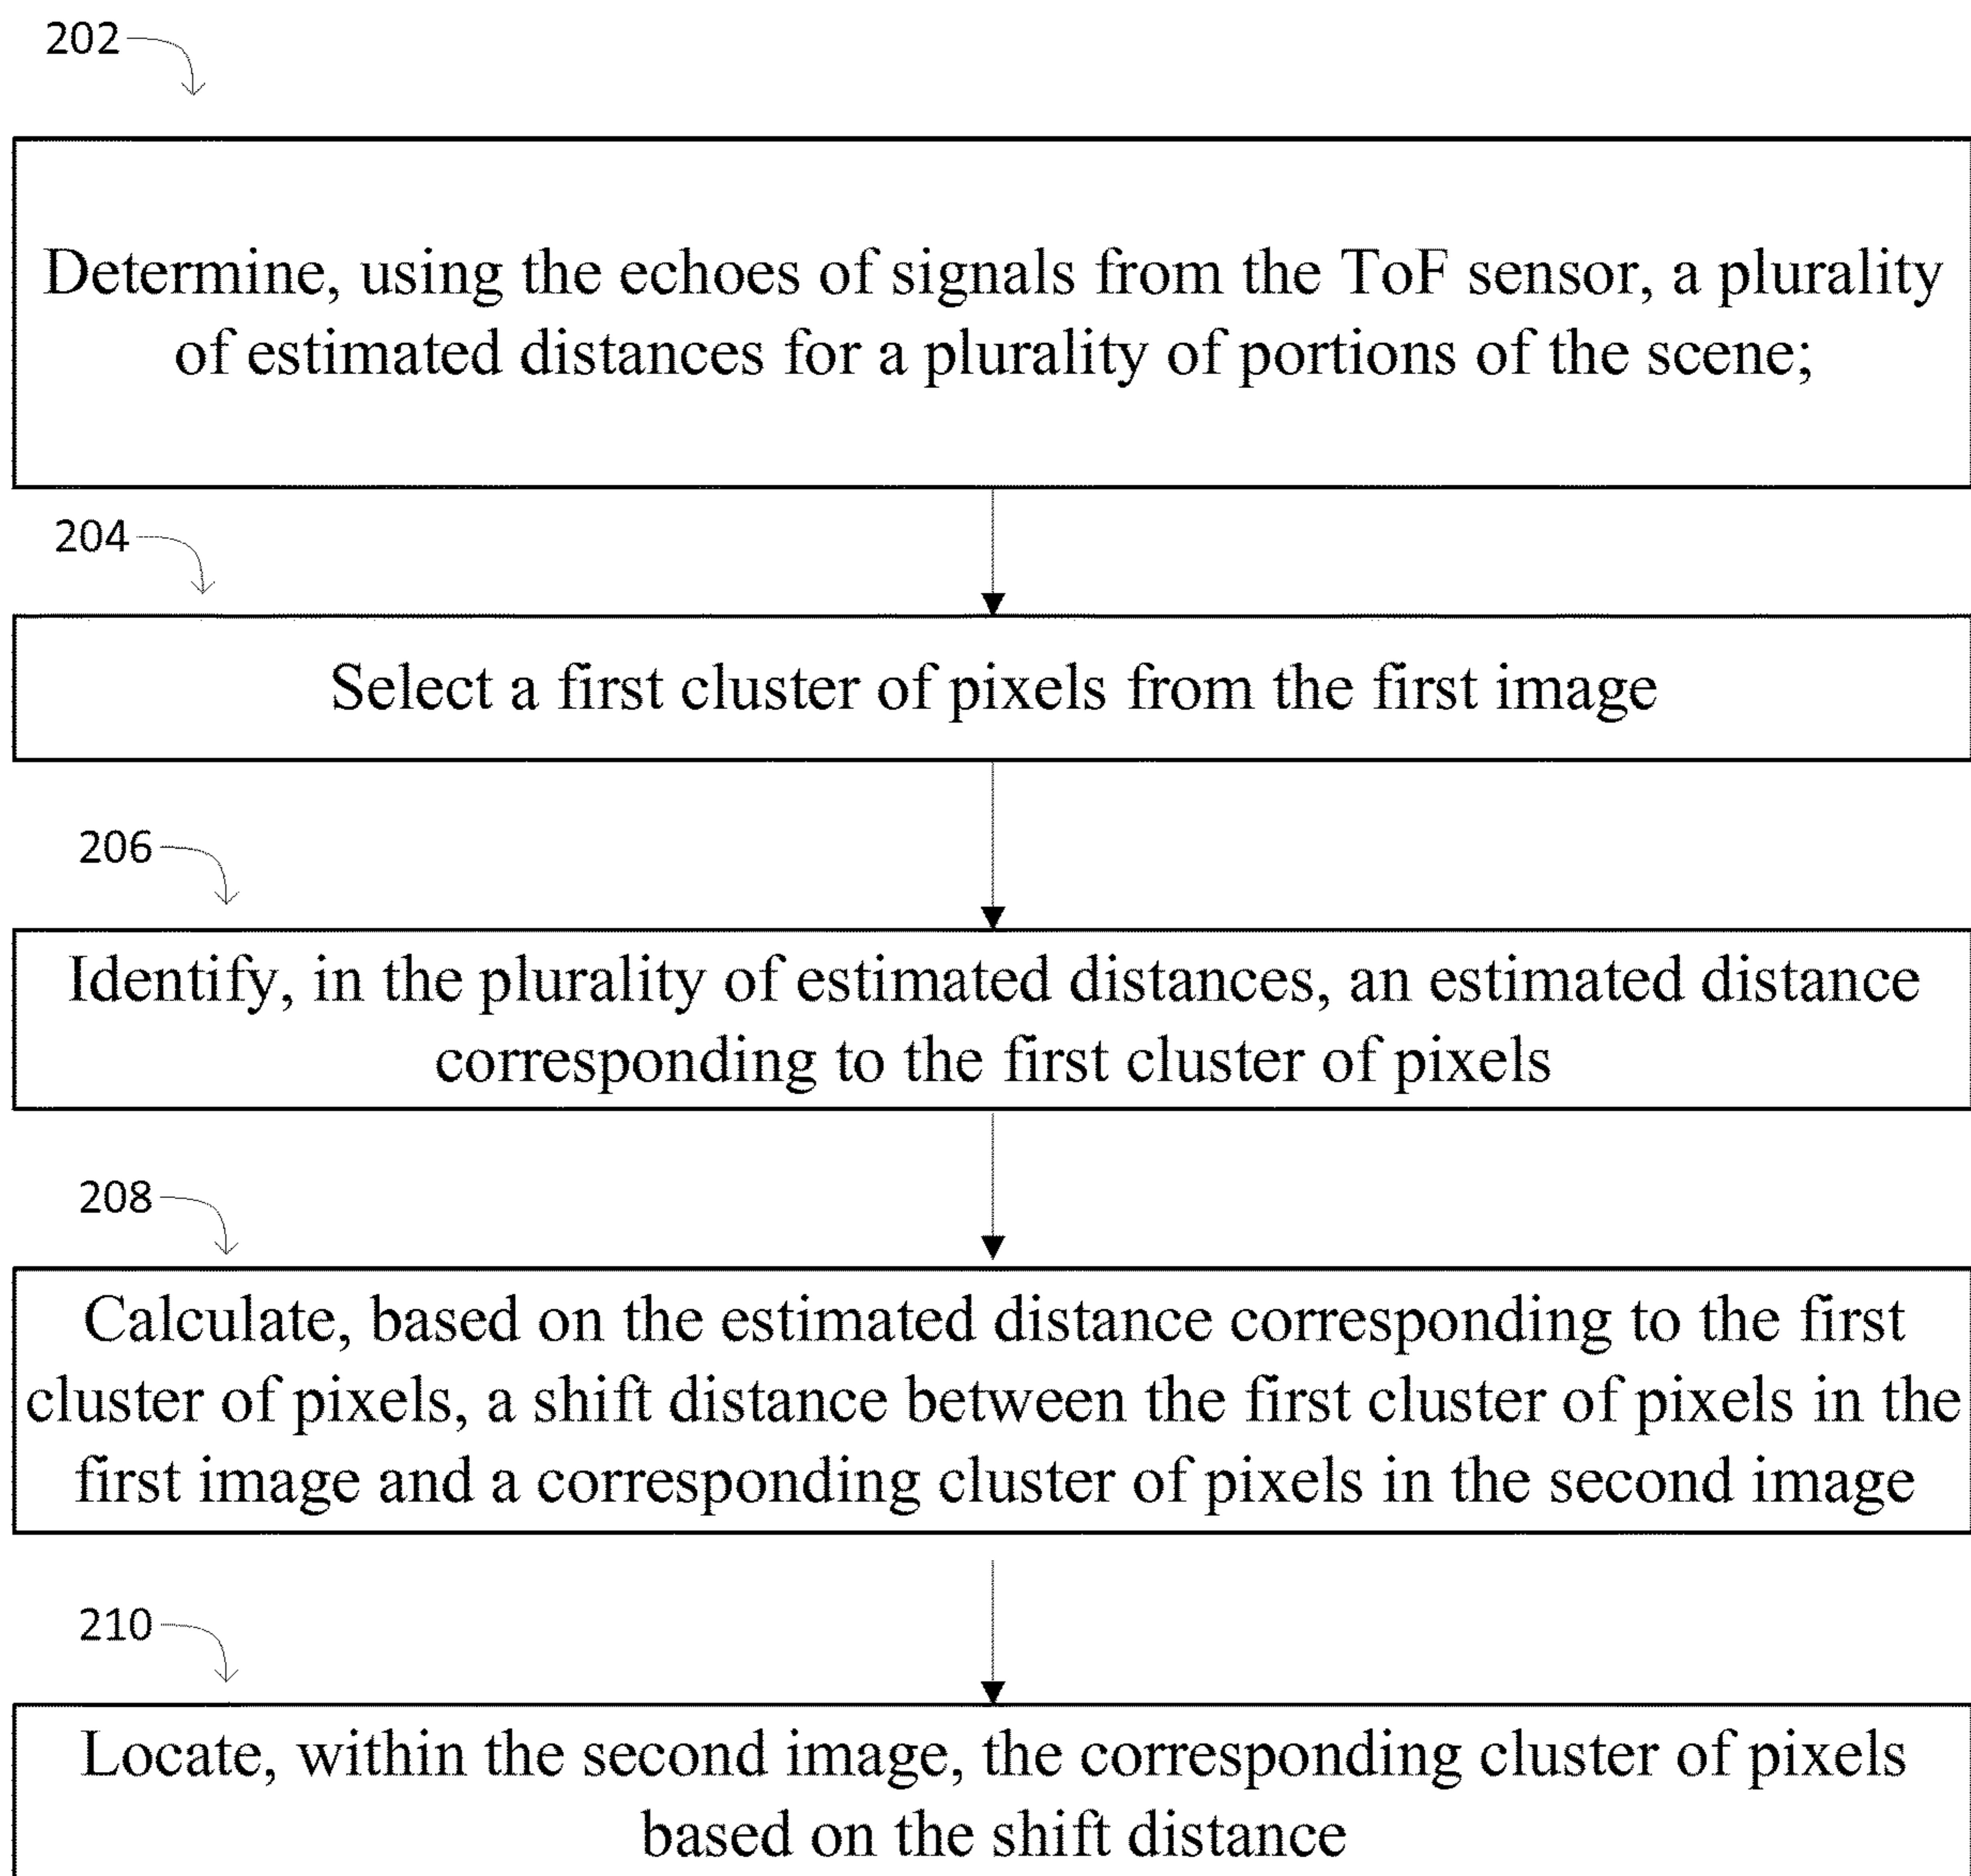 202
Determine, using the echoes of signals from the ToF sensor, a plurality
of estimated distances for a plurality of portions of the scene;
204
Select a first cluster of pixels from the first image
206
Identify, in the plurality of estimated distances, an estimated distance
corresponding to the first cluster of pixels
208
Calculate, based on the estimated distance corresponding to the first
cluster of pixels, a shift distance between the first cluster of pixels in the
first image and a corresponding cluster of pixels in the second image
210
Locate, within the second image, the corresponding cluster of pixels
based on the shift distance